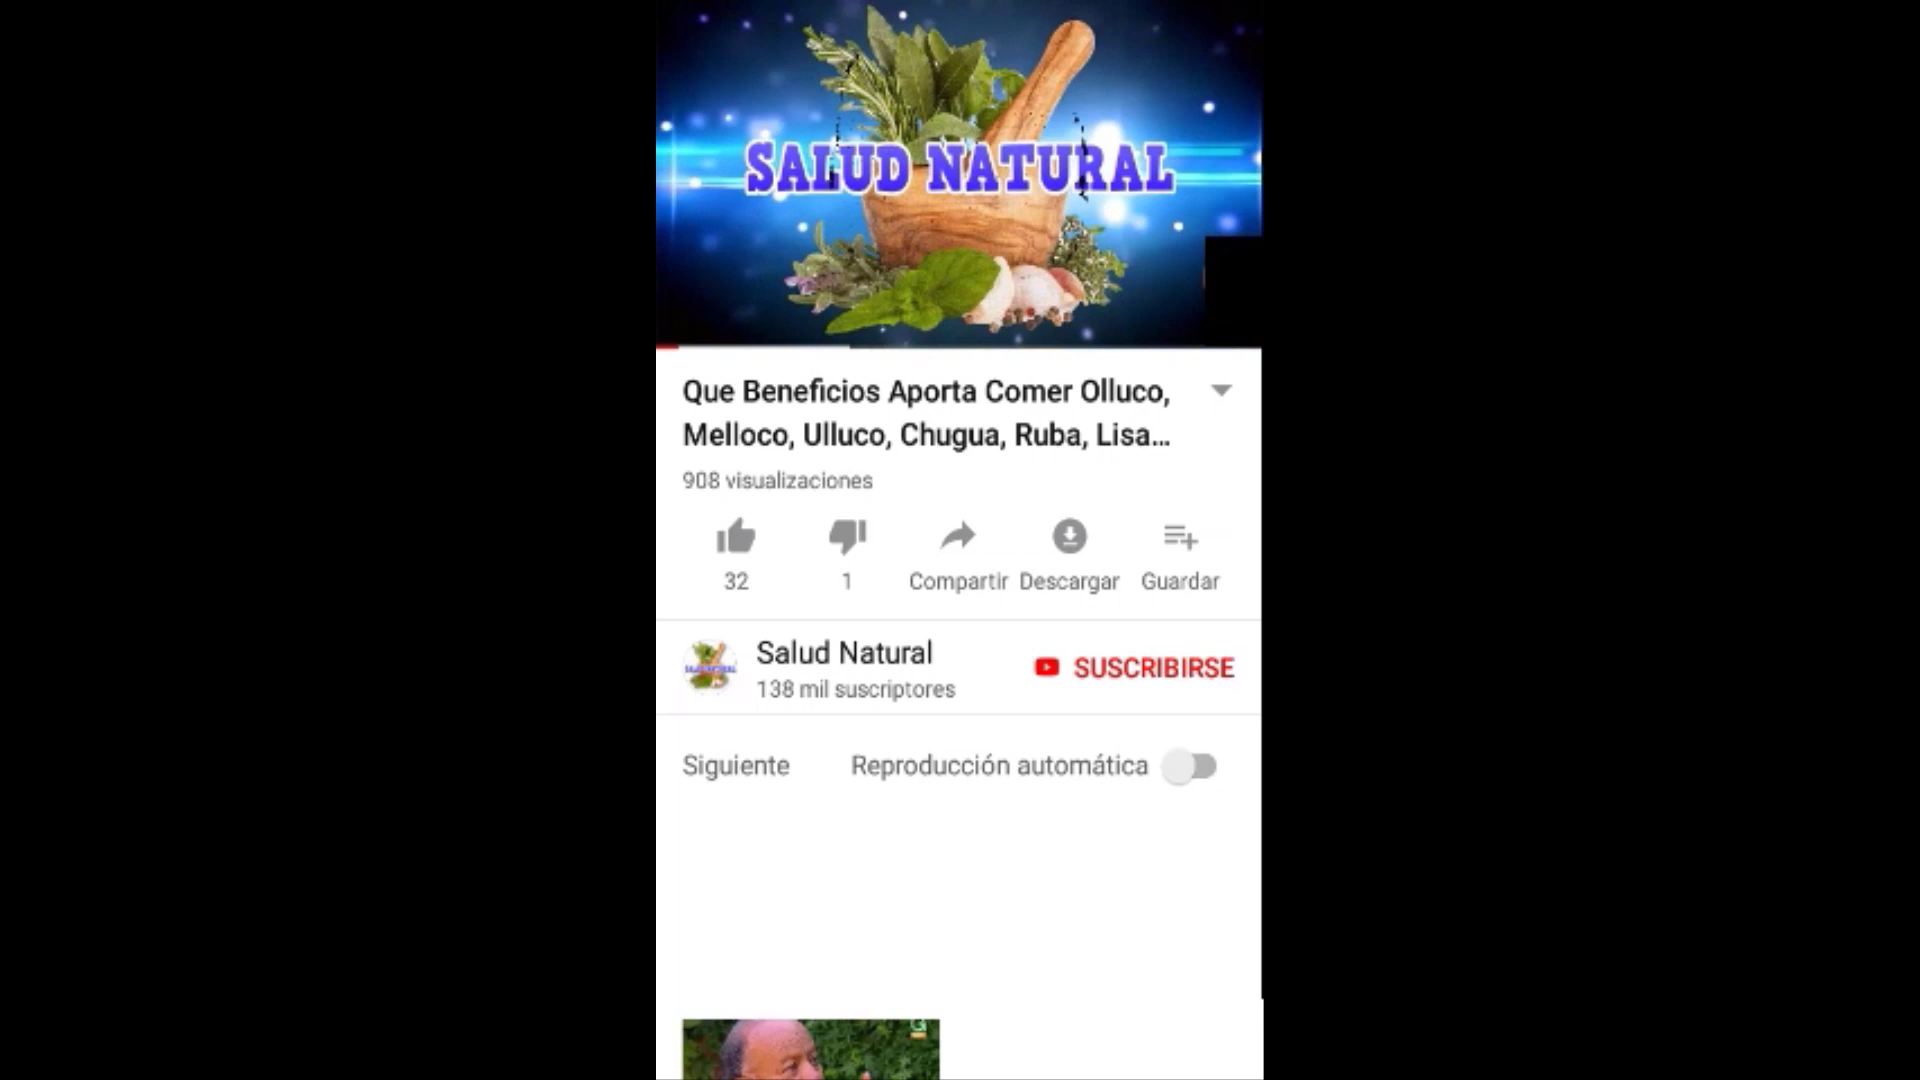 SALUD NATURAL
Que Beneficios Aporta Comer Olluco,
Melloco, Ulluco, Chugua, Ruba, Lisa...
908 visualizaciones
32
1
Compartir
Descargar
Guardar
Salud Natural
138 mil suscriptores
SUSCRIBIRSE
Siguiente
Reproducción automática